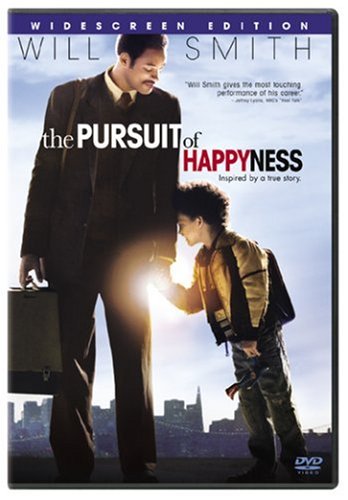 WIDESCREEN EDITION
WILL SMITH
"Will Smith gives the most touching
performance of his career."
– Jeffrey Lyons, NBC's "Reel Talk"
the PURSUIT of
HAPPYNESS
Inspired by a true story.
DVD
VIDEO